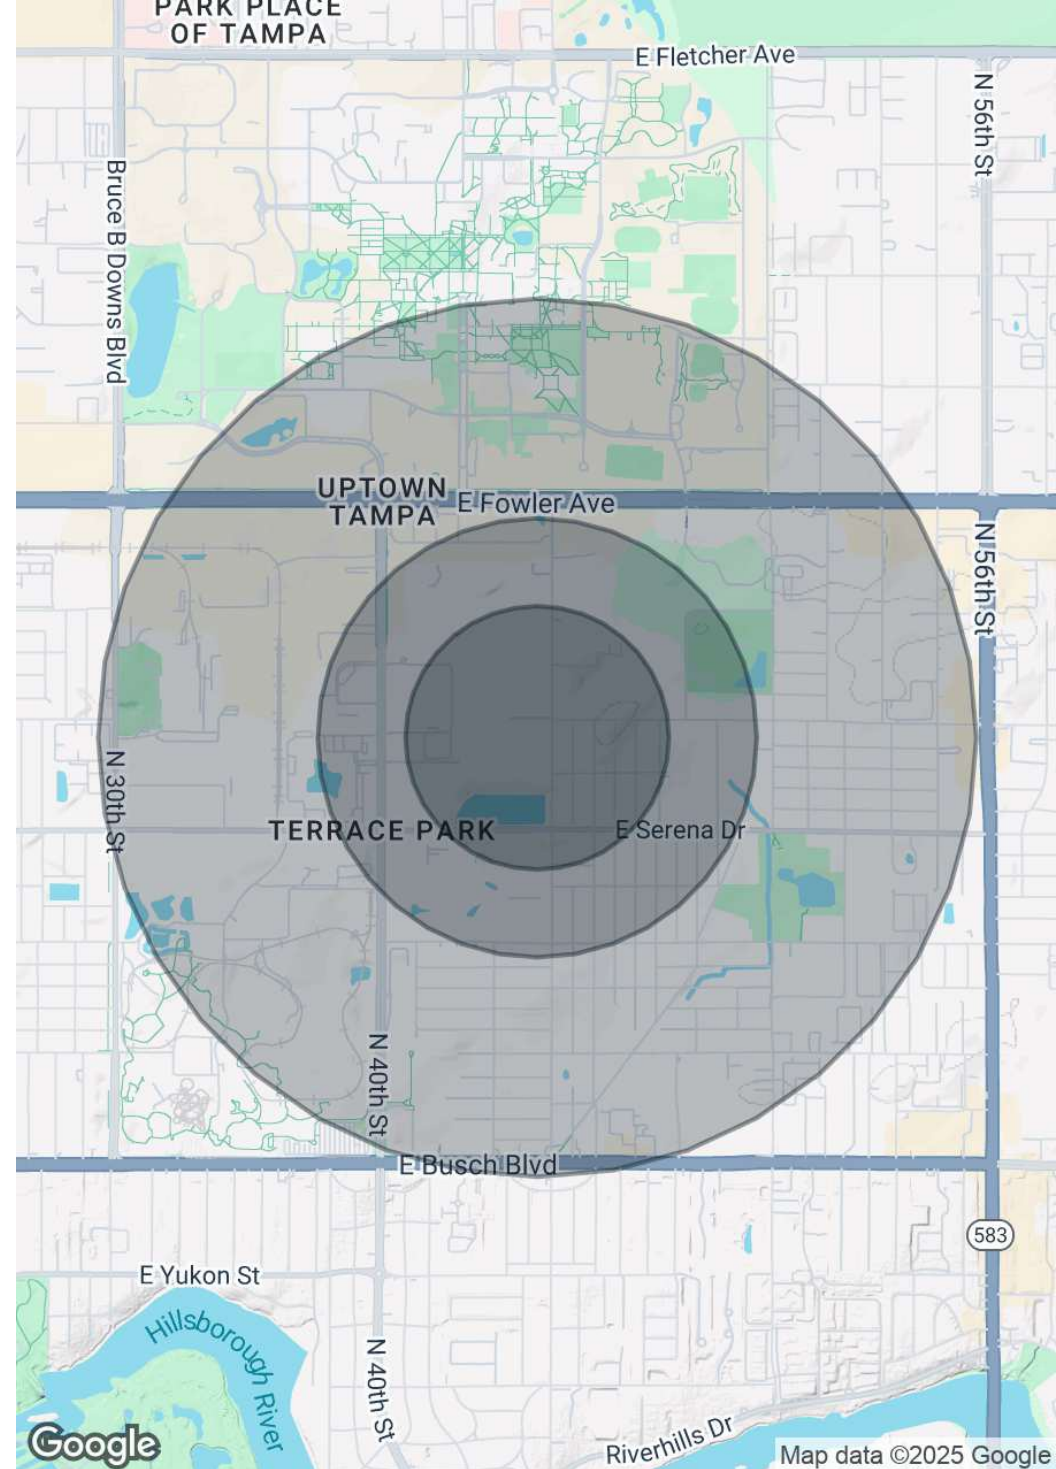 PARK PLACE
OF TAMPA
E Fletcher Ave
N 56th St
Bruce B Downs Blvd
UPTOWN
TAMPA
E Fowler Ave
N 56th St
N 30th St
TERRACE PARK
E Serena Dr
N 40th St
E Busch Blvd
583
E Yukon St
Hillsborough River
N 40th St
Riverhills Dr
Google
Map data ©2025 Google